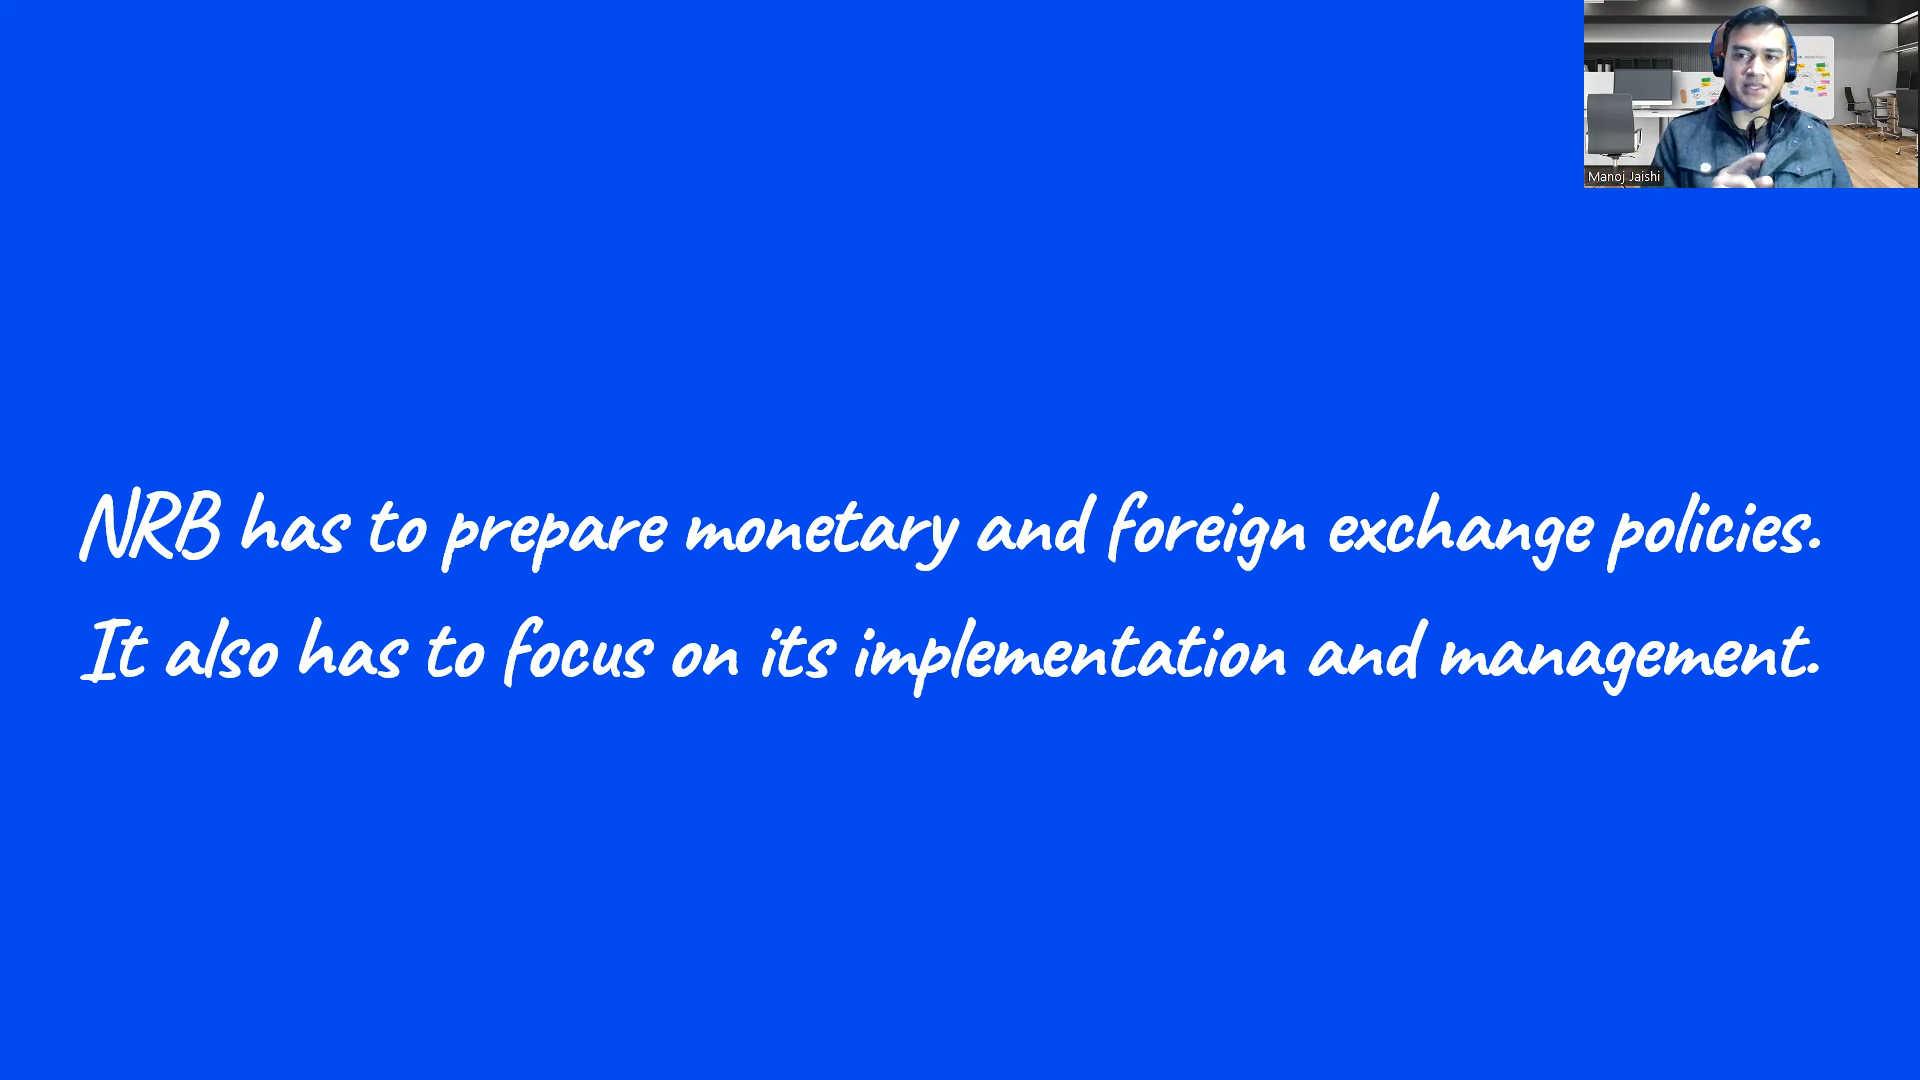 Manoj Jaishi
NRB has to prepare monetary and foreign exchange policies.
It also has to focus on its implementation and management.